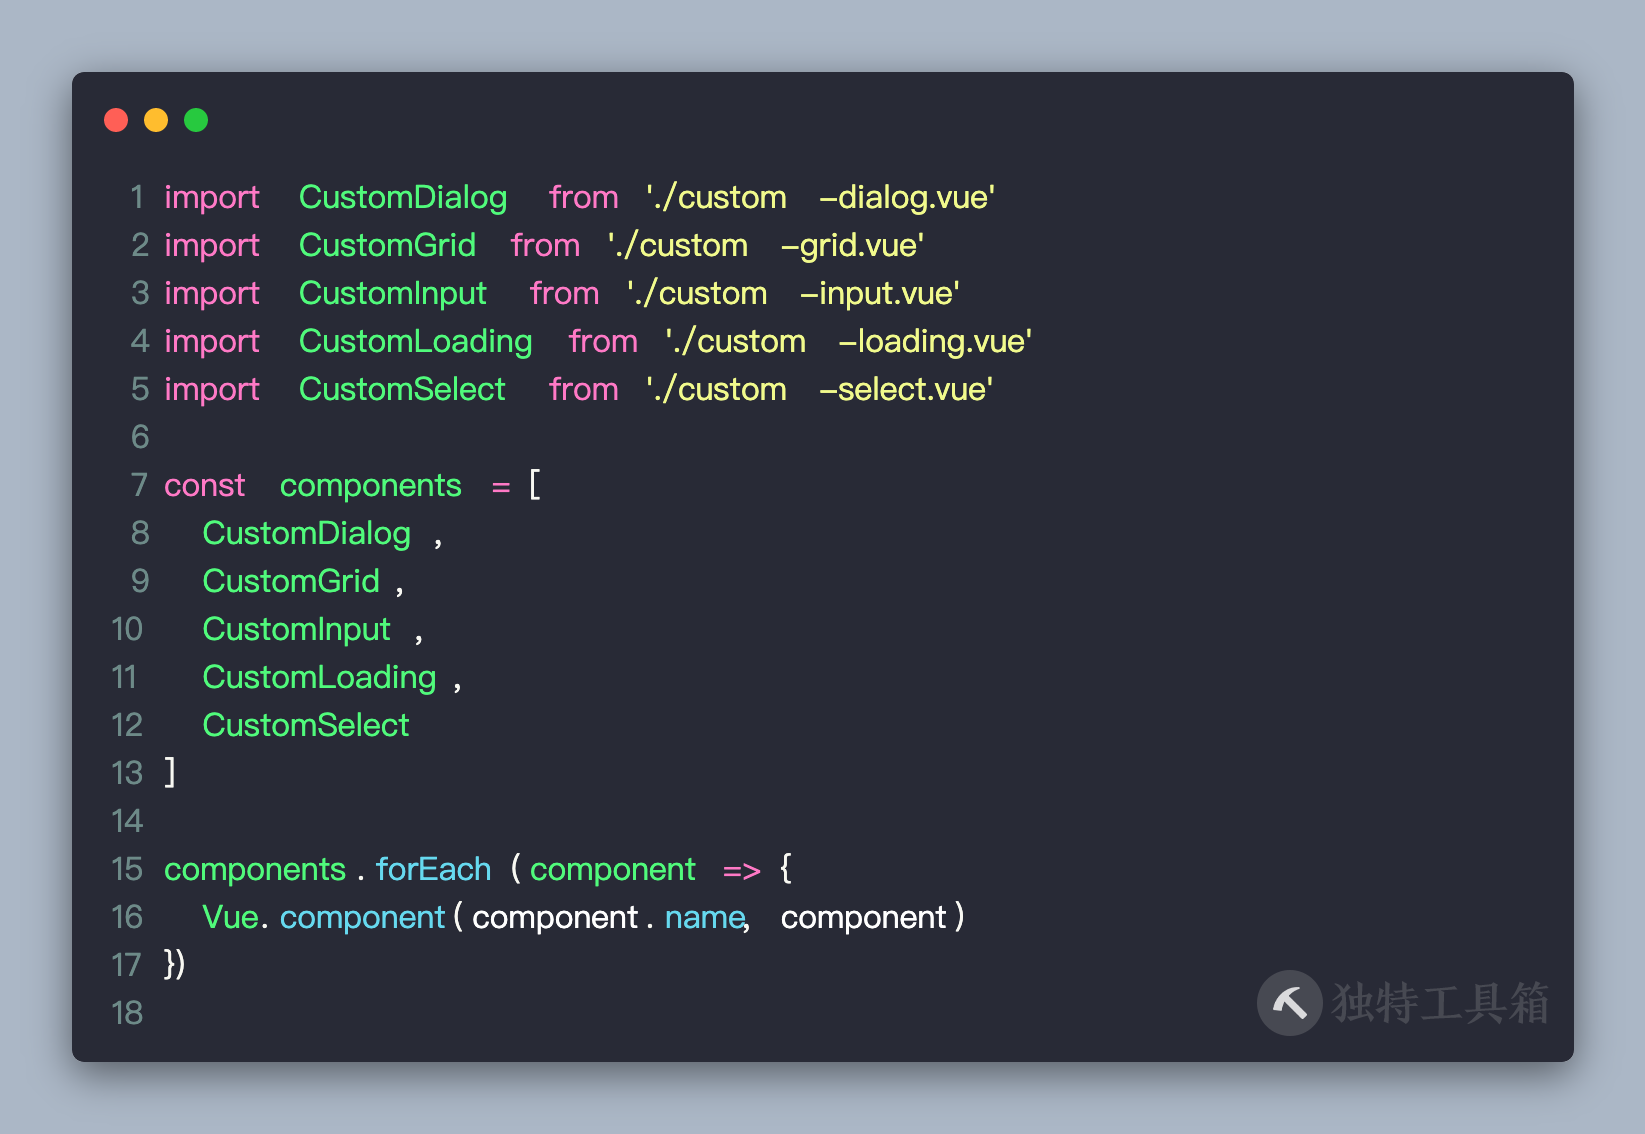 1 import CustomDialog from './custom-dialog.vue'
2 import CustomGrid from './custom-grid.vue'
3 import CustomInput from './custom-input.vue'
4 import CustomLoading from './custom-loading.vue'
5 import CustomSelect from './custom-select.vue'
6
7 const components = [
8   CustomDialog,
9   CustomGrid,
10   CustomInput,
11   CustomLoading,
12   CustomSelect
13 ]
14
15 components.forEach(component => {
16   Vue.component(component.name, component)
17 })
18
独特工具箱